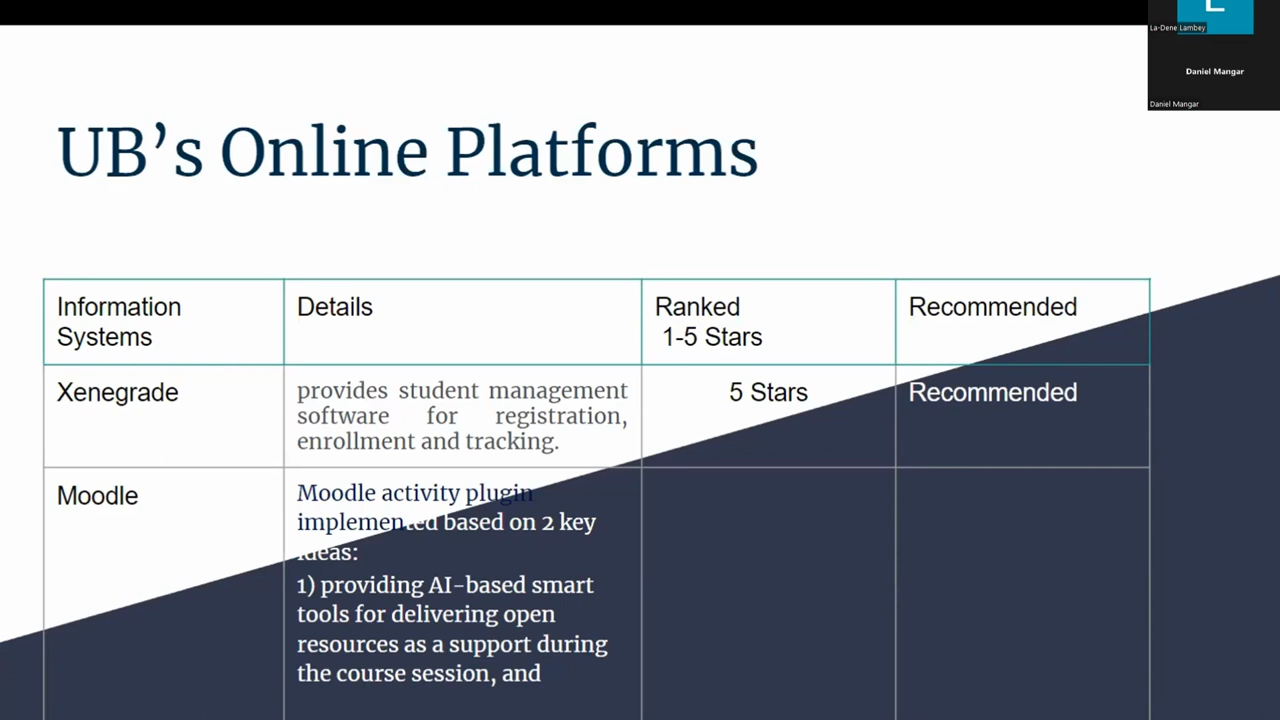 L
La-Dene Lambey
Daniel Mangar
Daniel Mangar
UB’s Online Platforms
Information
Systems
Details
Ranked
1-5 Stars
Recommended
Xenegrade
provides student management
software for registration,
enrollment and tracking.
5 Stars
Recommended
Moodle
Moodle activity plugin
implemented based on 2 key
ideas:
1) providing AI-based smart
tools for delivering open
resources as a support during
the course session, and